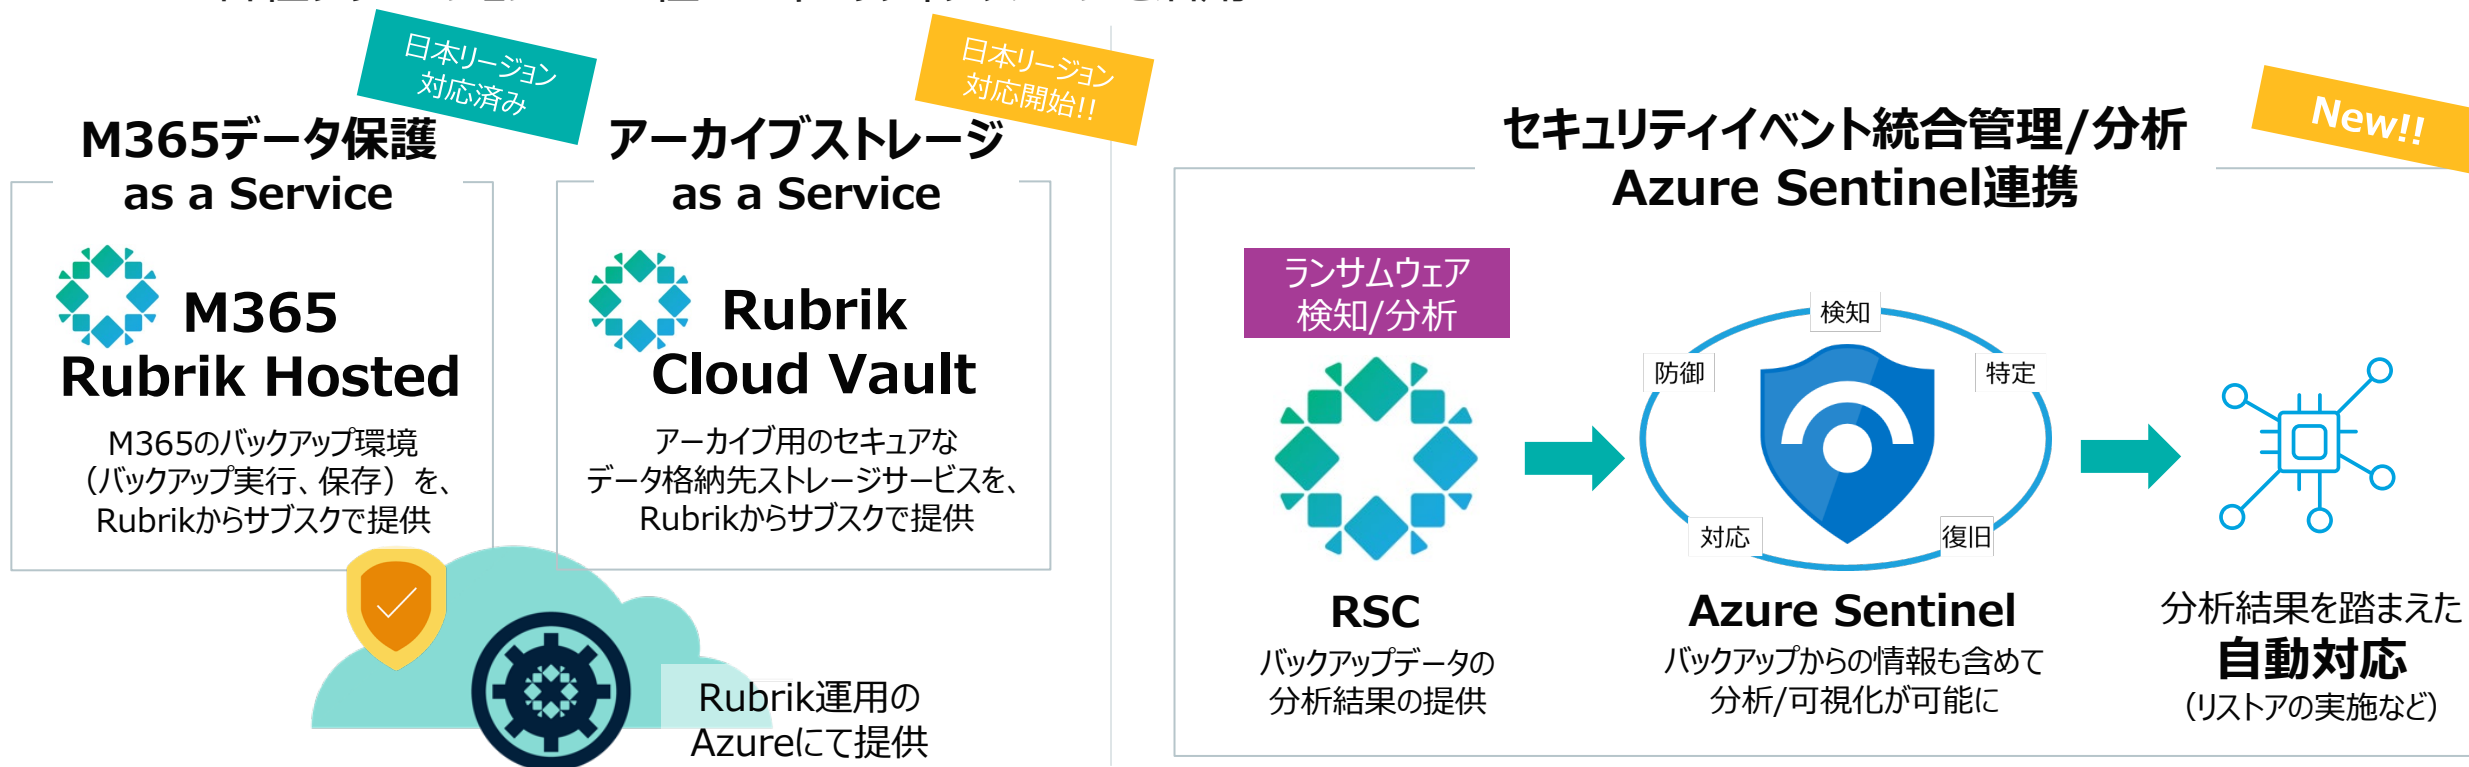 日本リージョン
対応済み
M365データ保護
as a Service
M365
Rubrik Hosted
M365のバックアップ環境
（バックアップ実行、保存）を、
Rubrikからサブスクで提供
日本リージョン
対応開始!!
アーカイブストレージ
as a Service
Rubrik
Cloud Vault
アーカイブ用のセキュアな
データ格納先ストレージサービスを、
Rubrikからサブスクで提供
Rubrik運用の
Azureにて提供
New!!
セキュリティイベント統合管理/分析
Azure Sentinel連携
ランサムウェア
検知/分析
RSC
バックアップデータの
分析結果の提供
検知
防御
特定
対応
復旧
Azure Sentinel
バックアップからの情報も含めて
分析/可視化が可能に
分析結果を踏まえた
自動対応
（リストアの実施など）